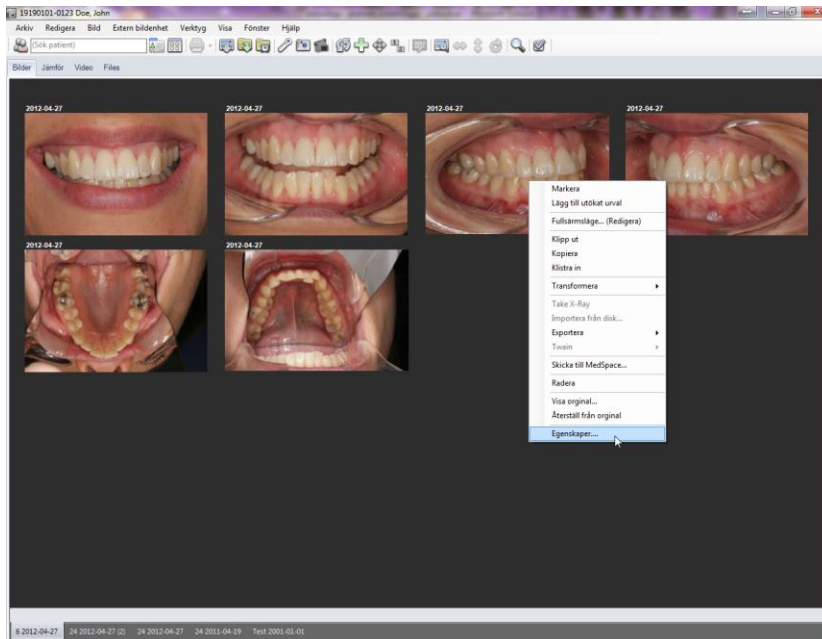 19190101-0123 Doe, John
Arkiv Redigera Bild Extern bildenhet Verktyg Visa Fönster Hjälp
(Sök patient)
Bilder Jämför Video Files
2012-04-27 2012-04-27 2012-04-27 2012-04-27
2012-04-27 2012-04-27
Markera
Lägg till utökat urval
Fullsärmsläge... (Redigera)
Klipp ut
Kopiera
Klistra in
Transformera
Take X-Ray
Importera från disk...
Exportera
Twain
Skicka till MedSpace...
Radera
Visa orginal...
Återställ från orginal
Egenskaper....
6 2012-04-27 24 2012-04-27 (2) 24 2012-04-27 24 2011-04-19 Test 2001-01-01